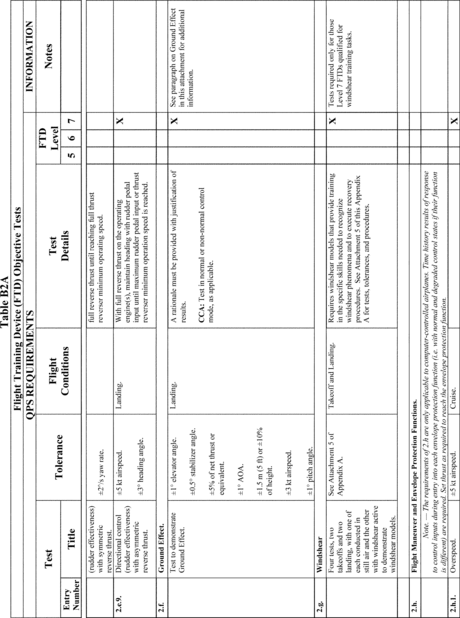 Table B2A
Flight Training Device (FTD) Objective Tests
QPS REQUIREMENTS
INFORMATION
Test
Tolerance
Flight
Conditions
Test
Details
FTD
Level
Notes
Entry
Number
Title
5 6 7
(rudder effectiveness)
with symmetric
reverse thrust.
±2°/s yaw rate.
full reverse thrust until reaching full thrust
reverser minimum operating speed.
2.e.9.
Directional control
(rudder effectiveness)
with asymmetric
reverse thrust.
±5 kt airspeed.
±3° heading angle.
Landing.
With full reverse thrust on the operating
engine(s), maintain heading with rudder pedal
input until maximum rudder pedal input or thrust
reverser minimum operation speed is reached.
X
2.f.
Ground Effect.
Test to demonstrate
Ground Effect.
±1° elevator angle.
±0.5° stabilizer angle.
±5% of net thrust or
equivalent.
±1° AOA.
±1.5 m (5 ft) or ±10%
of height.
±3 kt airspeed.
±1° pitch angle.
Landing.
A rationale must be provided with justification of
results.
CCA: Test in normal or non-normal control
mode, as applicable.
X
See paragraph on Ground Effect
in this attachment for additional
information.
2.g.
Windshear
Four tests, two
takeoffs and two
landing, with one of
each conducted in
still air and the other
with windshear active
to demonstrate
windshear models.
See Attachment 5 of
Appendix A.
Takeoff and Landing.
Requires windshear models that provide training
in the specific skills needed to recognize
windshear phenomena and to execute recovery
procedures. See Attachment 5 of this Appendix
A for tests, tolerances, and procedures.
X
Tests required only for those
Level 7 FTDs qualified for
windshear training tasks.
2.h.
Flight Maneuver and Envelope Protection Functions.
Note. — The requirements of 2.h are only applicable to computer-controlled airplanes. Time history results of response
to control inputs during entry into each envelope protection function (i.e. with normal and degraded control states if their function
is different) are required. Set thrust as required to reach the envelope protection function.
2.h.1.
Overspeed.
±5 kt airspeed.
Cruise.
X